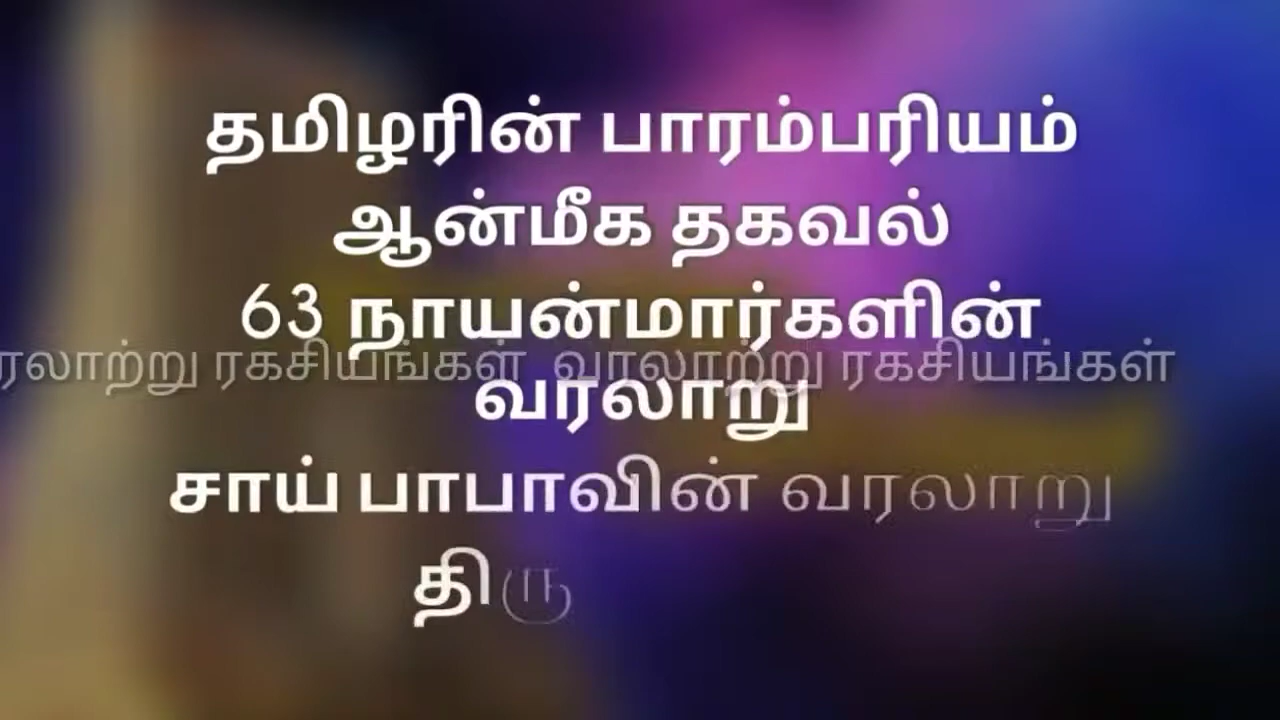 தமிழரின் பாரம்பரியம்
ஆன்மீக தகவல்
63 நாயன்மார்களின்
ரலாற்று ரகசியங்கள் வரலாற்று ரகசியங்கள்
வரலாறு
சாய் பாபாவின் வரலாறு
திரு